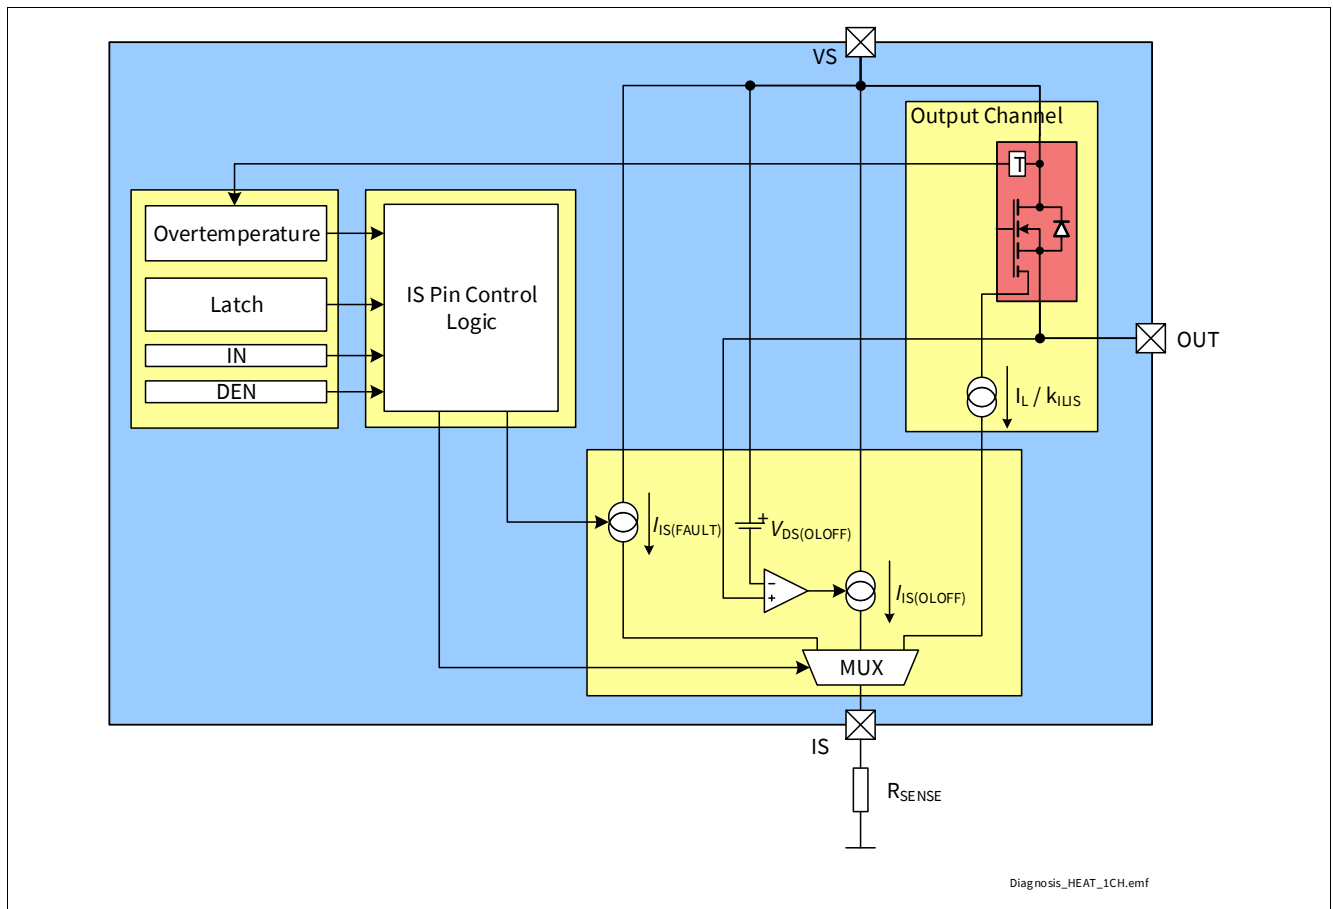 VS
Output Channel
T
Overtemperature
Latch
IN
DEN
IS Pin Control
Logic
OUT
IL / kILIS
IIS(FAULT)
+
VDS(OLOFF)
−
+
IIS(OLOFF)
MUX
IS
RSENSE
Diagnosis_HEAT_1CH.emf